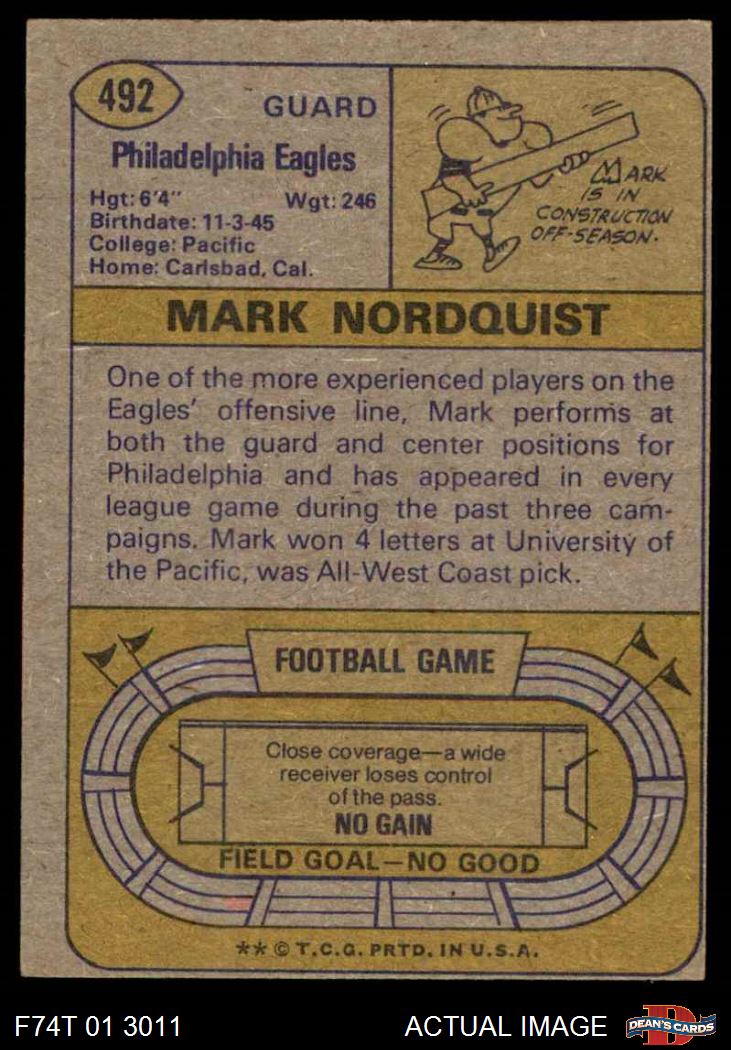 492
GUARD
Philadelphia Eagles
Hgt: 6'4" Wgt: 246
Birthdate: 11-3-45
College: Pacific
Home: Carlsbad, Cal.
MARK
IS IN
CONSTRUCTION
OFF-SEASON.
MARK NORDQUIST
One of the more experienced players on the
Eagles' offensive line, Mark performs at
both the guard and center positions for
Philadelphia and has appeared in every
league game during the past three cam-
paigns. Mark won 4 letters at University of
the Pacific, was All-West Coast pick.
FOOTBALL GAME
Close coverage—a wide
receiver loses control
of the pass.
NO GAIN
FIELD GOAL—NO GOOD
** © T.C.G. PRTD. IN U.S.A.
F74T 01 3011 ACTUAL IMAGE
D
DEAN'S CARDS